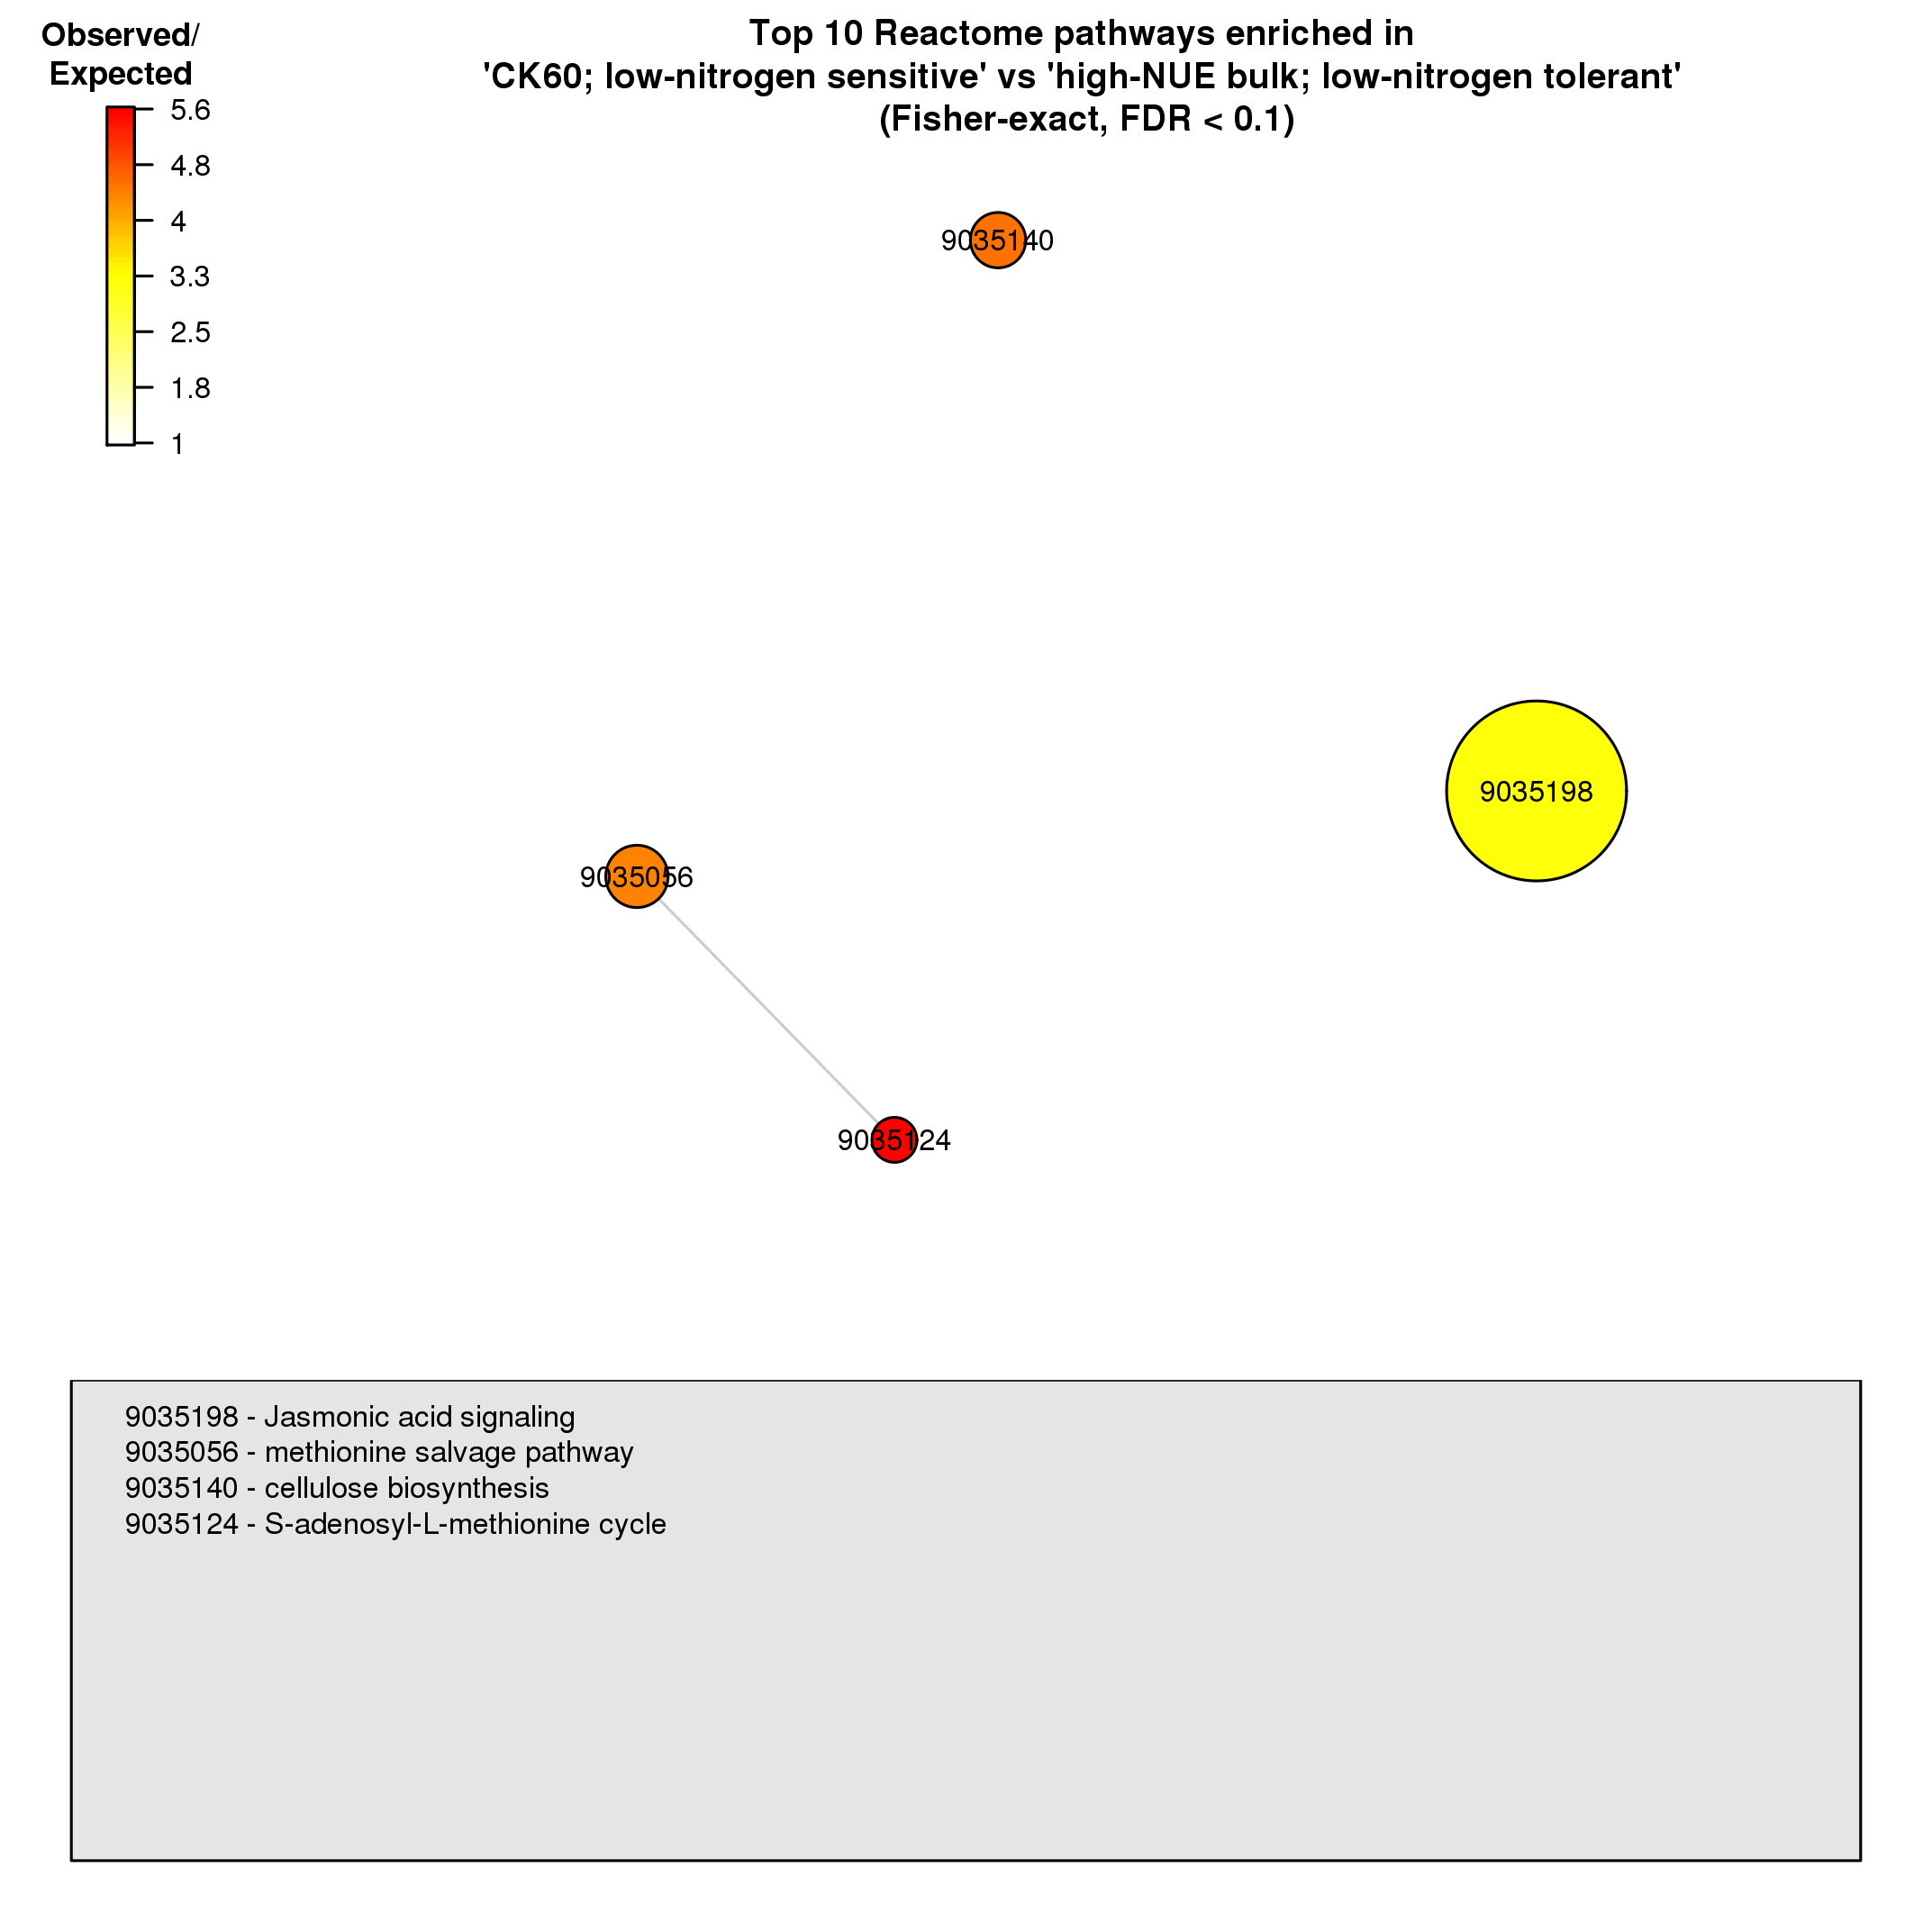 Observed/
Expected
5.6
4.8
4
3.3
2.5
1.8
1
Top 10 Reactome pathways enriched in
'CK60; low-nitrogen sensitive' vs 'high-NUE bulk; low-nitrogen tolerant'
(Fisher-exact, FDR < 0.1)
9035140
9035198
9035056
9035124
9035198 - Jasmonic acid signaling
9035056 - methionine salvage pathway
9035140 - cellulose biosynthesis
9035124 - S-adenosyl-L-methionine cycle